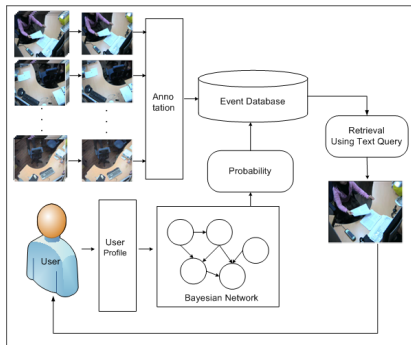 Anno
tation
Event Database
Retrieval
Using Text Query
Probability
User
User
Profile
Bayesian Network